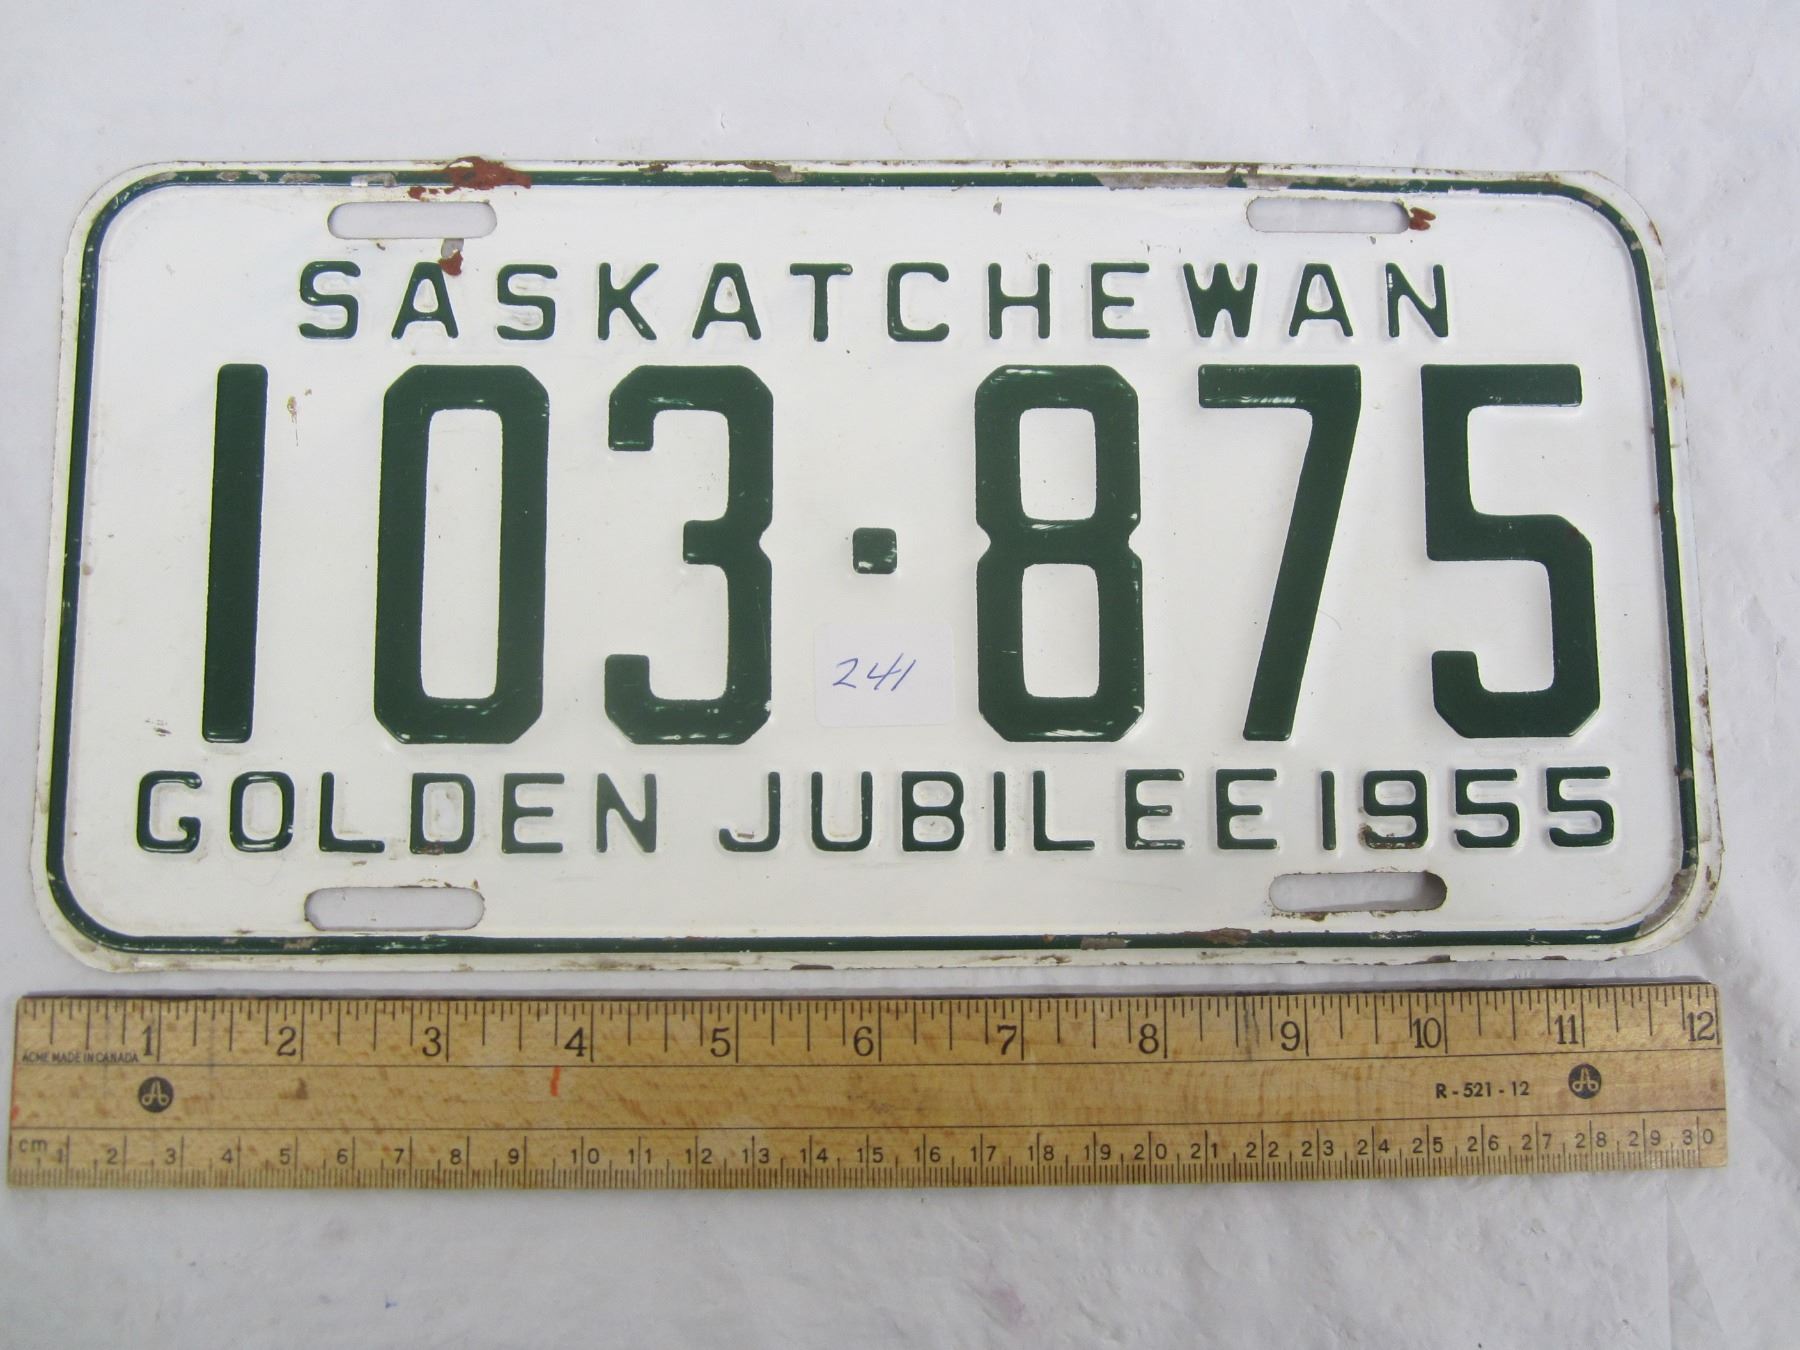 SASKATCHEWAN
103·875
241
GOLDEN JUBILEE 1955
1 2 3 4 5 6 7 8 9 10 11 12
ACME MADE IN CANADA
R-521-12
cm 1 2 3 4 5 6 7 8 9 10 11 12 13 14 15 16 17 18 19 20 21 22 23 24 25 26 27 28 29 30